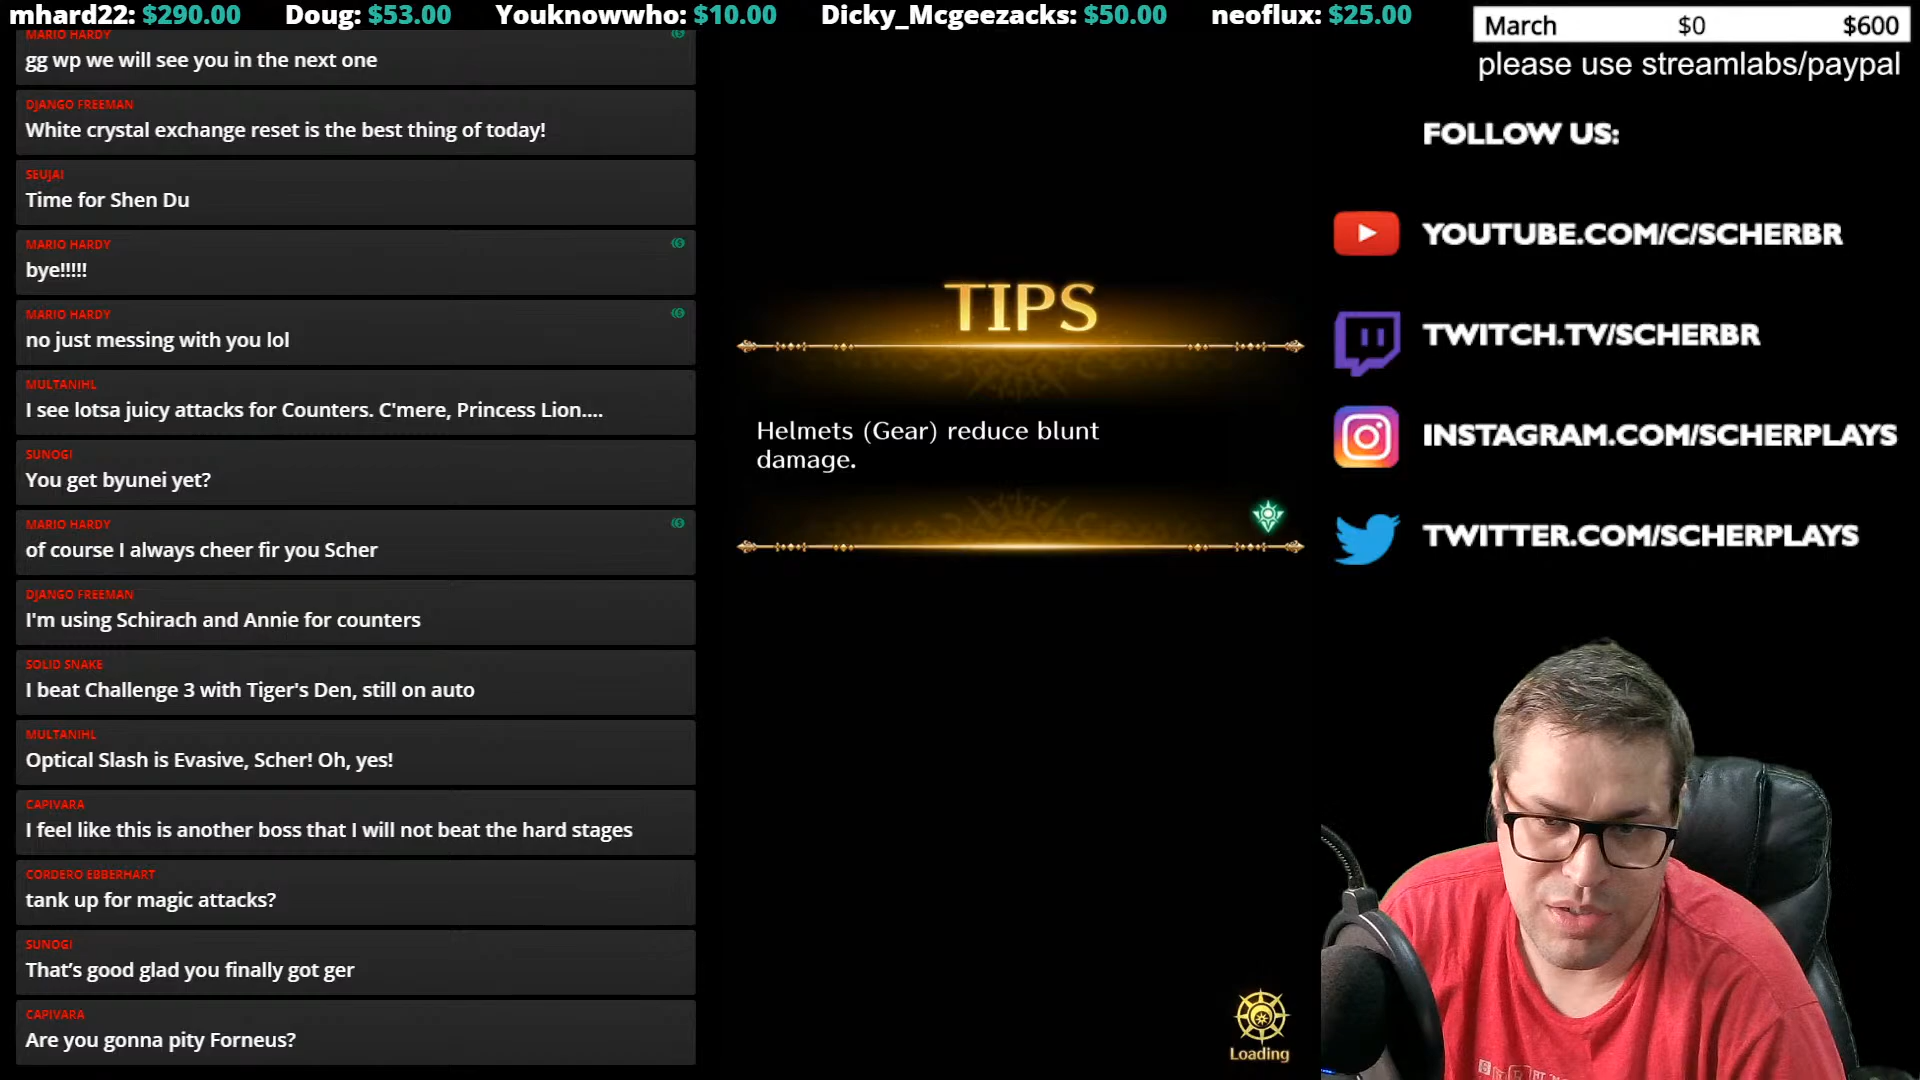 mhard22: $290.00 Doug: $53.00 Youknowwho: $10.00 Dicky_Mcgeezacks: $50.00 neoflux: $25.00
March $0 $600
please use streamlabs/paypal
MARIO HARDY
gg wp we will see you in the next one
DJANGO FREEMAN
White crystal exchange reset is the best thing of today!
SEUJAI
Time for Shen Du
MARIO HARDY
bye!!!!!
MARIO HARDY
no just messing with you lol
MULTANIHL
I see lotsa juicy attacks for Counters. C'mere, Princess Lion....
SUNOGI
You get byunei yet?
MARIO HARDY
of course I always cheer fir you Scher
DJANGO FREEMAN
I'm using Schirach and Annie for counters
SOLID SNAKE
I beat Challenge 3 with Tiger's Den, still on auto
MULTANIHL
Optical Slash is Evasive, Scher! Oh, yes!
CAPIVARA
I feel like this is another boss that I will not beat the hard stages
CORDERO EBBERHART
tank up for magic attacks?
SUNOGI
That’s good glad you finally got ger
CAPIVARA
Are you gonna pity Forneus?
TIPS
Helmets (Gear) reduce blunt
damage.
Loading
FOLLOW US:
YOUTUBE.COM/C/SCHERBR
TWITCH.TV/SCHERBR
INSTAGRAM.COM/SCHERPLAYS
TWITTER.COM/SCHERPLAYS